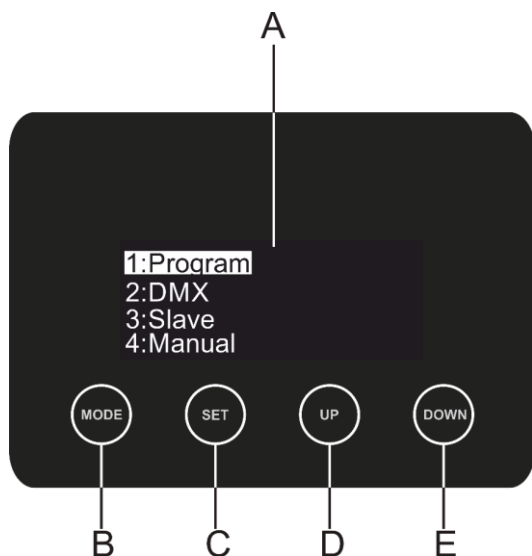 A
1:Program
2:DMX
3:Slave
4:Manual
MODE SET UP DOWN
B C D E